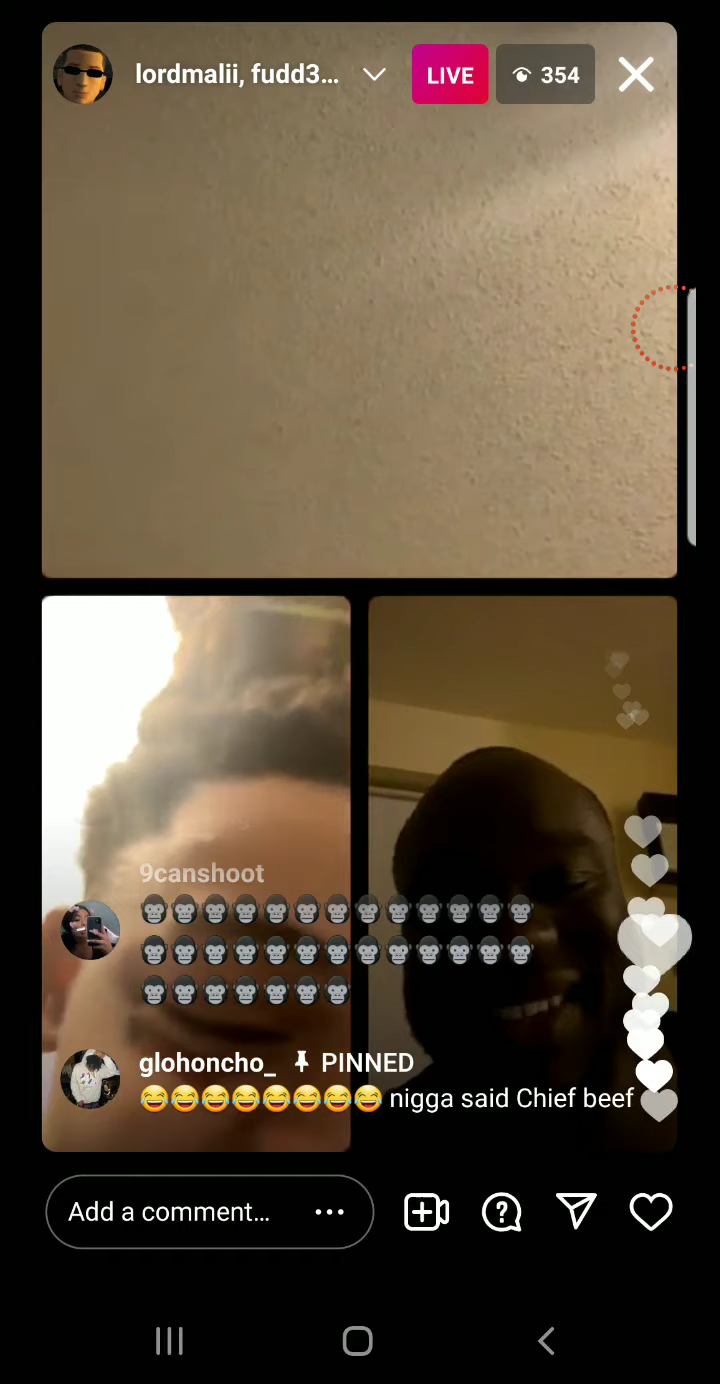 lordmalii, fudd3... LIVE 354
9canshoot
🦍🦍🦍🦍🦍🦍🦍🦍🦍🦍🦍🦍🦍
🦍🦍🦍🦍🦍🦍🦍🦍🦍🦍🦍🦍🦍
🦍🦍🦍🦍🦍🦍🦍
glohoncho_ 📌 PINNED
😂😂😂😂😂😂😂😂 nigga said Chief beef
Add a comment...